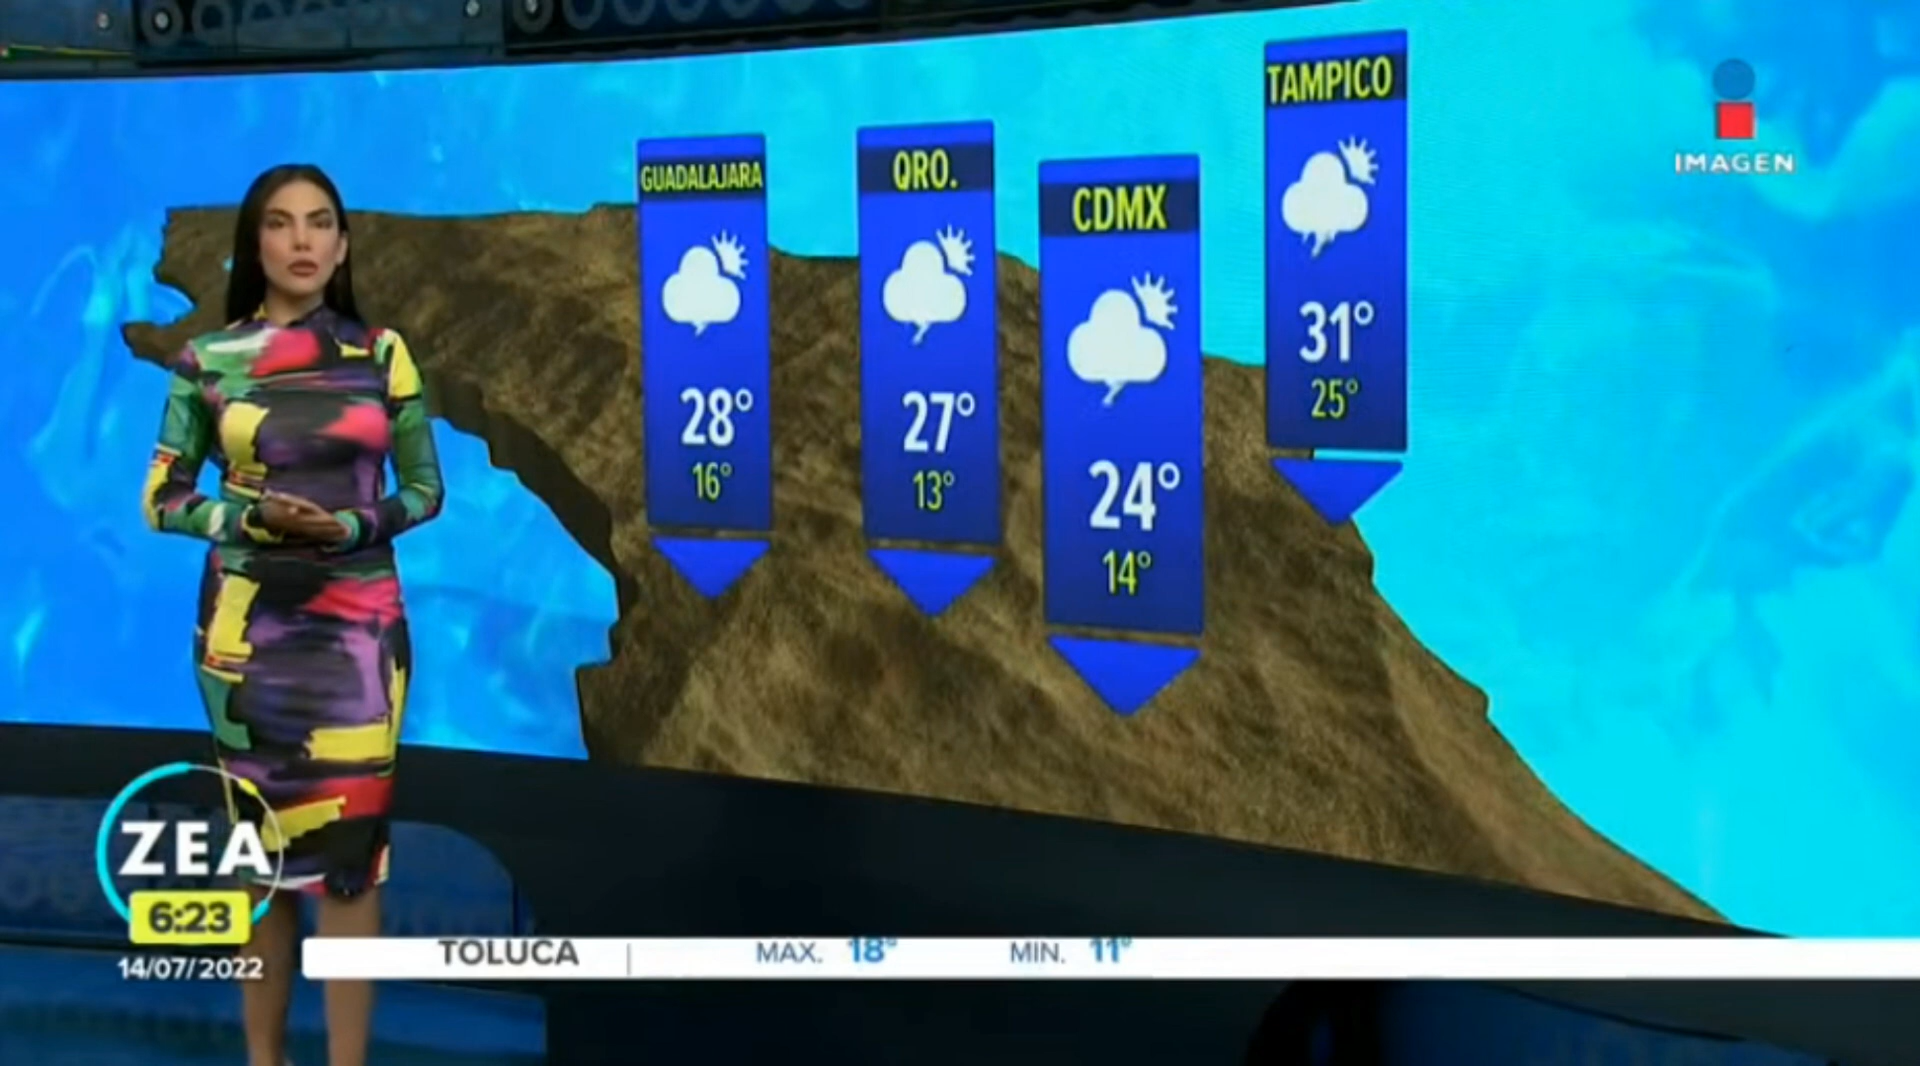 TAMPICO
31°
25°
GUADALAJARA
28°
16°
QRO.
27°
13°
CDMX
24°
14°
IMAGEN
ZEA
6:23
14/07/2022
TOLUCA MAX. 18° MIN. 11°